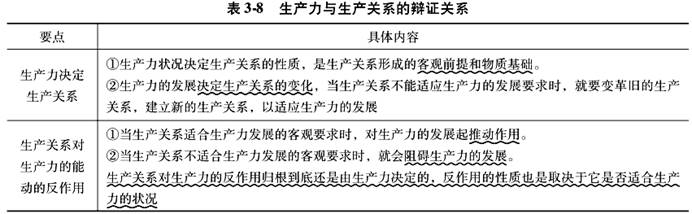 表 3-8 生产力与生产关系的辩证关系
要点 具体内容
生产力决定
生产关系
①生产力状况决定生产关系的性质，是生产关系形成的客观前提和物质基础。
②生产力的发展决定生产关系的变化，当生产关系不能适应生产力的发展要求时，就要变革旧的生产
关系，建立新的生产关系，以适应生产力的发展
生产关系对
生产力的能
动的反作用
①当生产关系适合生产力发展的客观要求时，对生产力的发展起推动作用。
②当生产关系不适合生产力发展的客观要求时，就会阻碍生产力的发展。
生产关系对生产力的反作用归根到底还是由生产力决定的，反作用的性质也是取决于它是否适合生产
力的状况